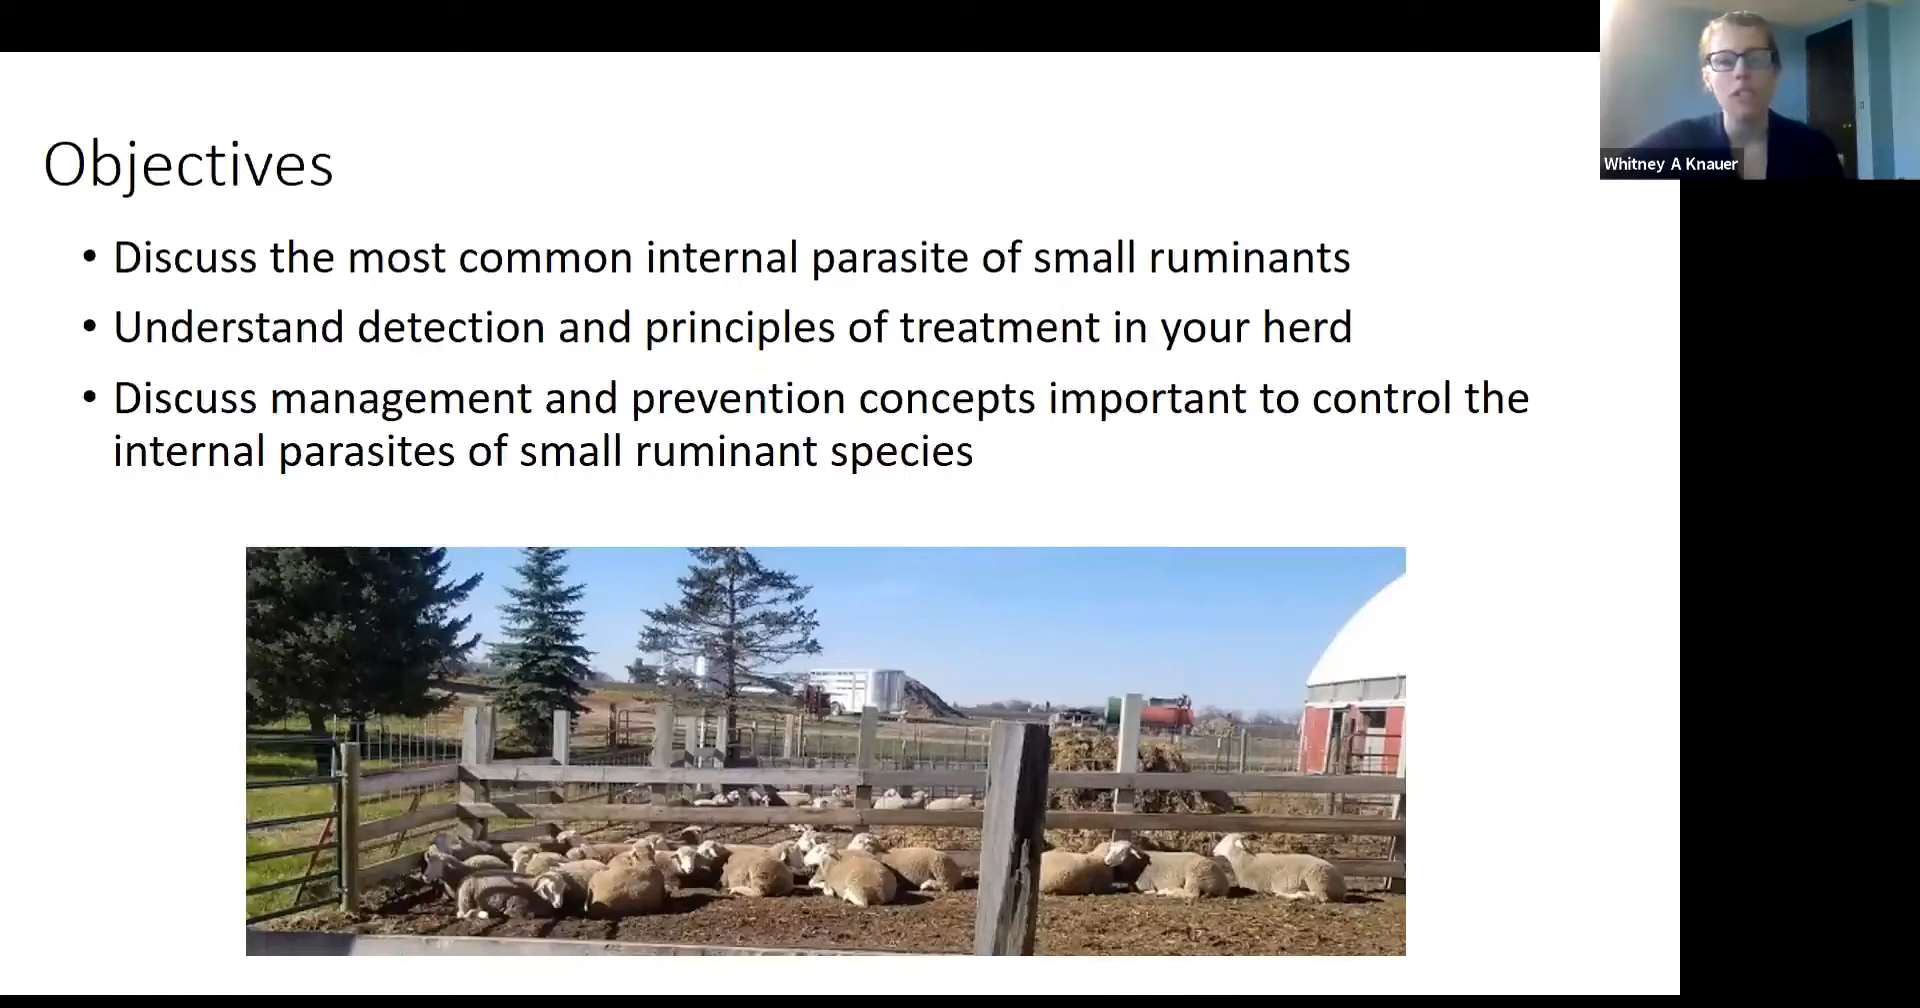 Objectives
• Discuss the most common internal parasite of small ruminants
• Understand detection and principles of treatment in your herd
• Discuss management and prevention concepts important to control the
internal parasites of small ruminant species
Whitney A Knauer